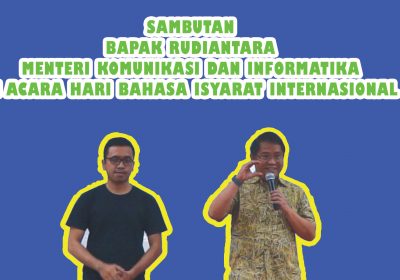 SAMBUTAN
BAPAK RUDIANTARA
MENTERI KOMUNIKASI DAN INFORMATIKA
ACARA HARI BAHASA ISYARAT INTERNASIONAL